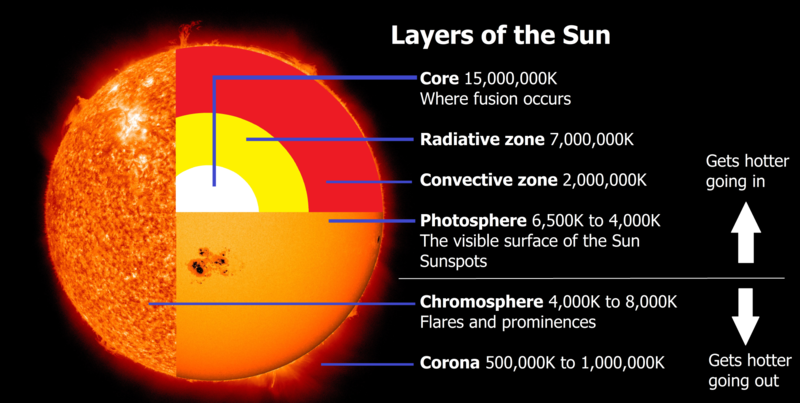 Layers of the Sun
Core 15,000,000K
Where fusion occurs
Radiative zone 7,000,000K
Convective zone 2,000,000K
Photosphere 6,500K to 4,000K
The visible surface of the Sun
Sunspots
Chromosphere 4,000K to 8,000K
Flares and prominences
Corona 500,000K to 1,000,000K
Gets hotter
going in
Gets hotter
going out